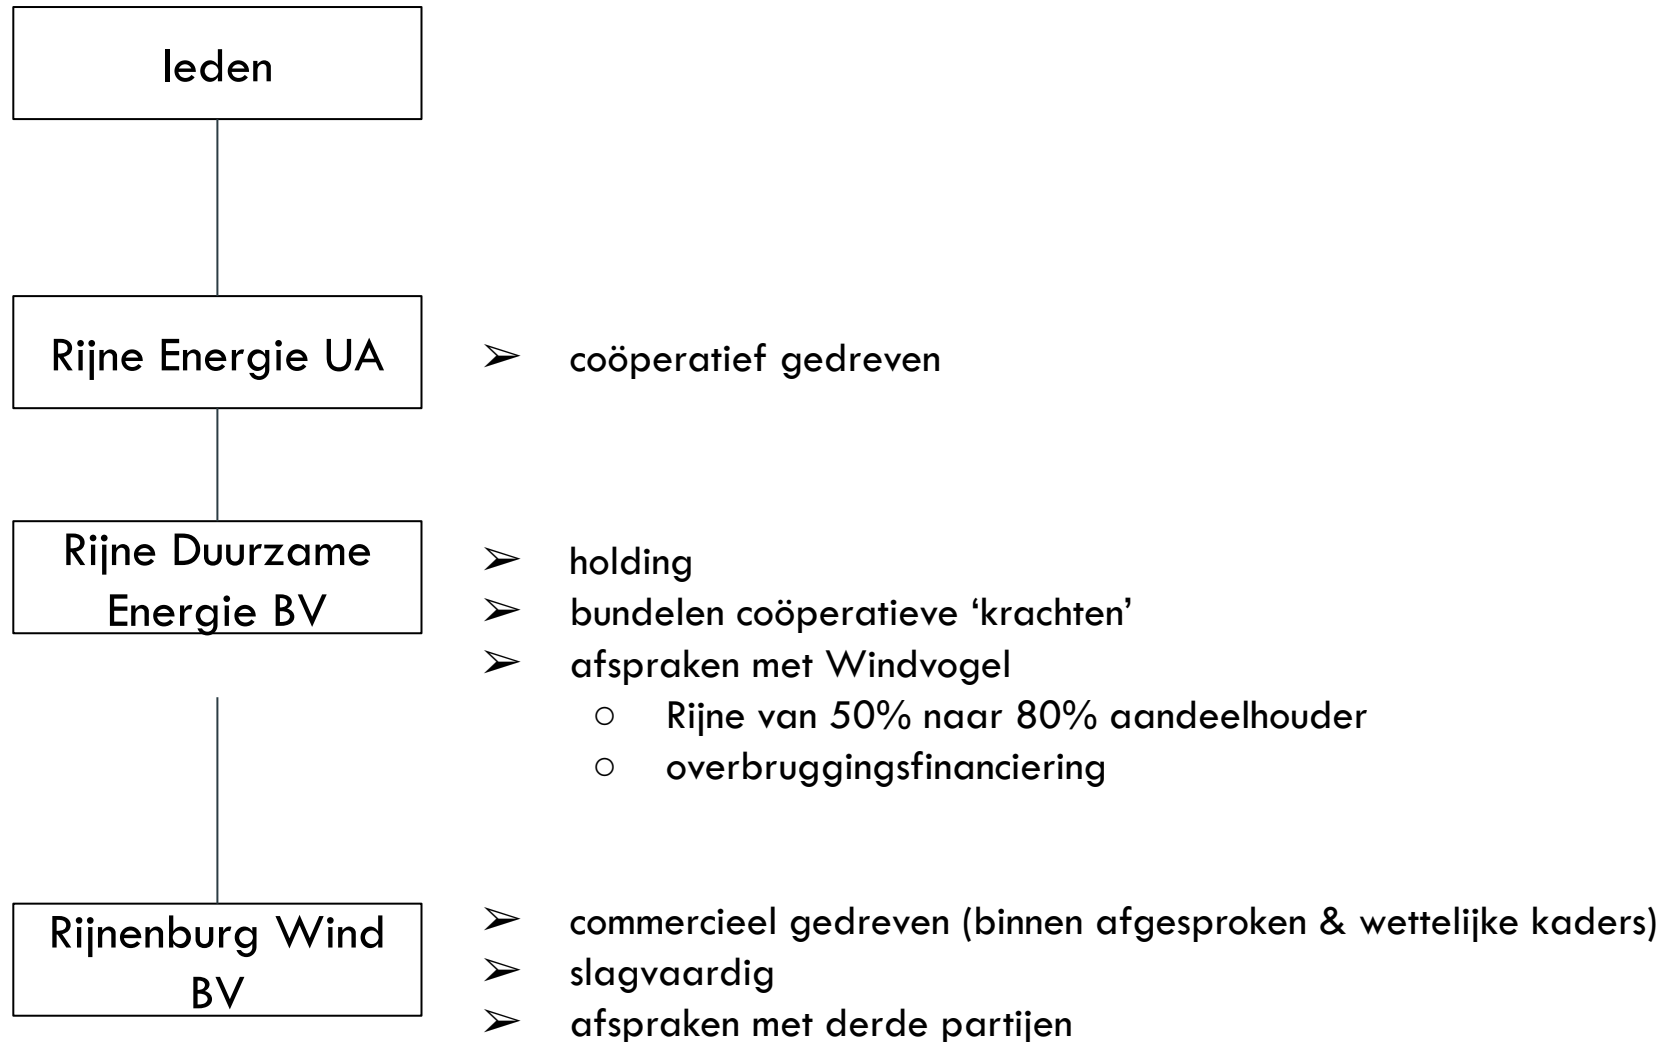 leden
Rijne Energie UA
➢ coöperatief gedreven
Rijne Duurzame
Energie BV
➢ holding
➢ bundelen coöperatieve ‘krachten’
➢ afspraken met Windvogel
○ Rijne van 50% naar 80% aandeelhouder
○ overbruggingsfinanciering
Rijnenburg Wind
BV
➢ commercieel gedreven (binnen afgesproken & wettelijke kaders)
➢ slagvaardig
➢ afspraken met derde partijen